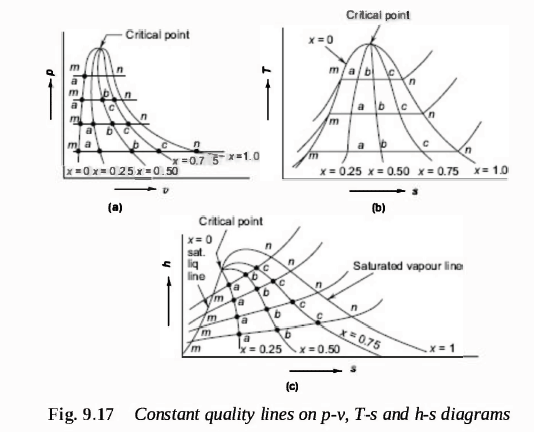 Critical point
p
m
n
a
m
b
n
a
c
m
n
a
b
c
m
a
b
c
n
x = 0 x = 0.25 x = 0.50
x = 0.7 5
x = 1.0
v
(a)
Critical point
x = 0
T
m a b c n
m a b c n
m a b c n
x = 0.25 x = 0.50 x = 0.75 x = 1.0
s
(b)
Critical point
x = 0
sat.
liq
line
h
Saturated vapour line
n
m a b c
n
m a b c
n
m a b c
n
m a b c
x = 0.25 x = 0.50
x = 0.75
x = 1
s
(c)
Fig. 9.17 Constant quality lines on p-v, T-s and h-s diagrams